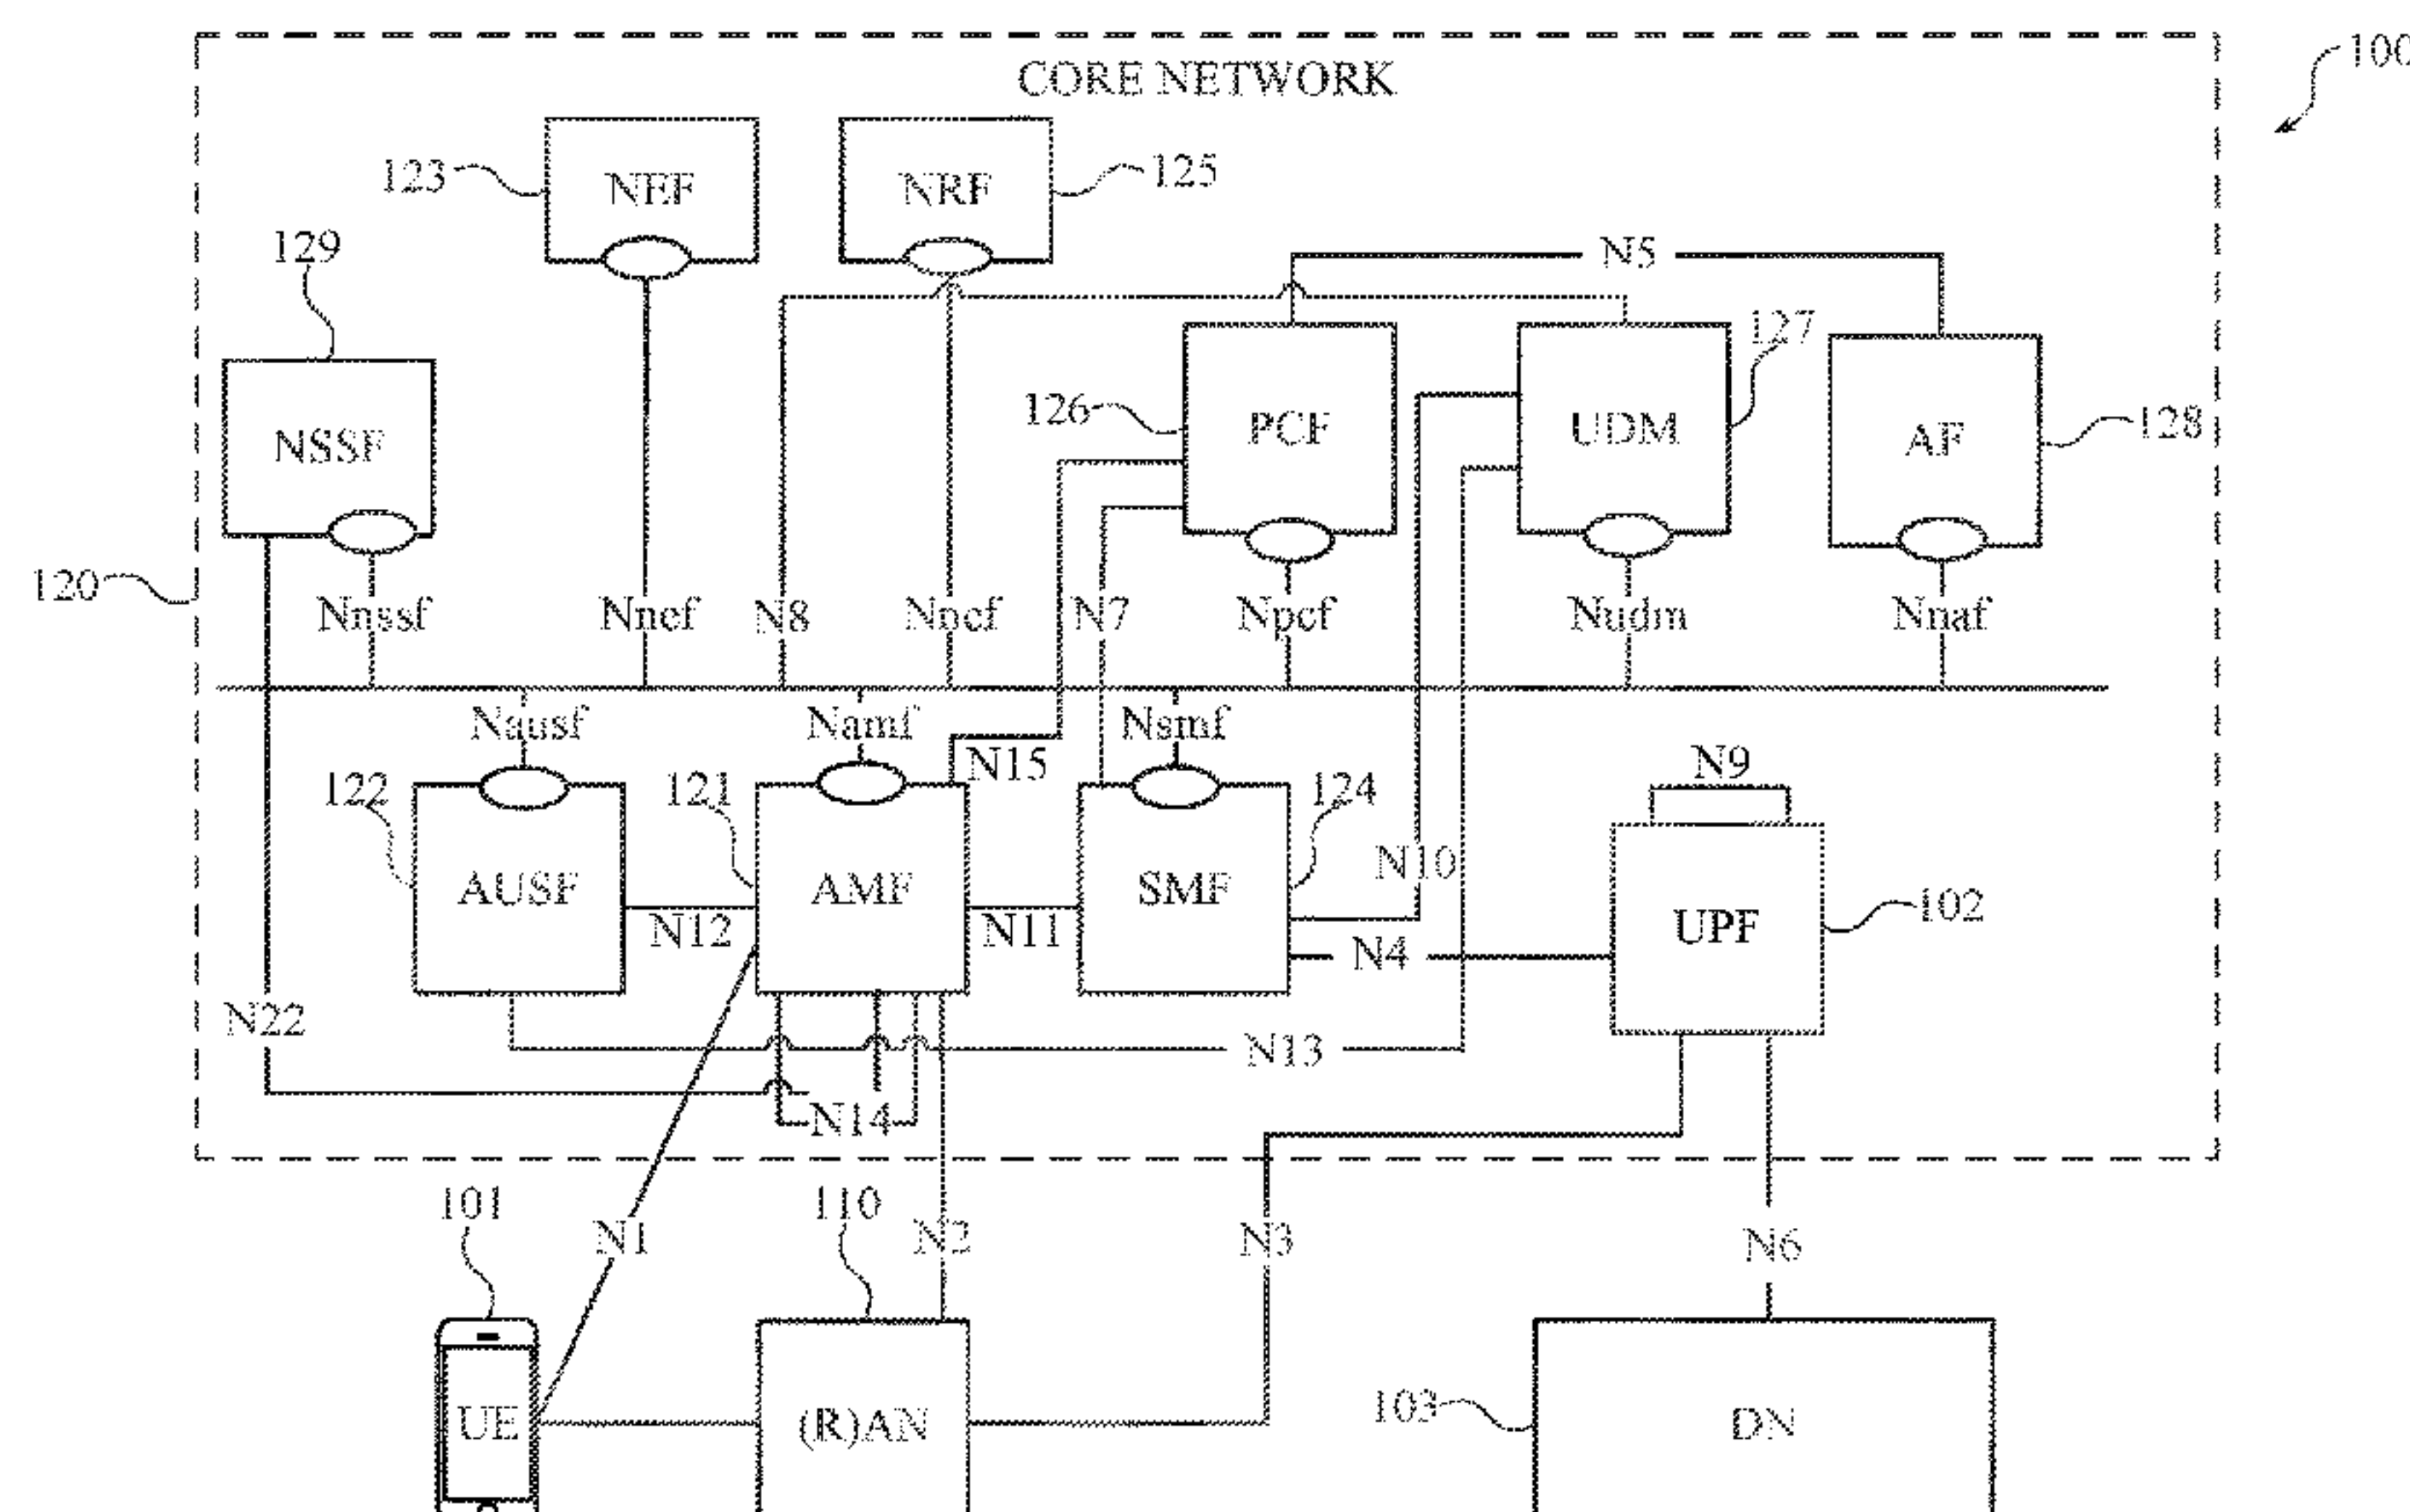 CORE NETWORK
100
123
NEF
NRF
125
129
N5
127
NSSF
126
PCF
UDM
AF
128
120
Nnssf
Nnef
N8
Npcf
N7
Npcf
Nudm
Nnaf
Nausf
Namf
N15
Nsmf
N9
122
121
124
AUSF
N12
AMF
N11
SMF
N10
N4
UPF
102
N22
N13
N14
101
110
N1
N2
N3
N6
UE
(R)AN
103
DN